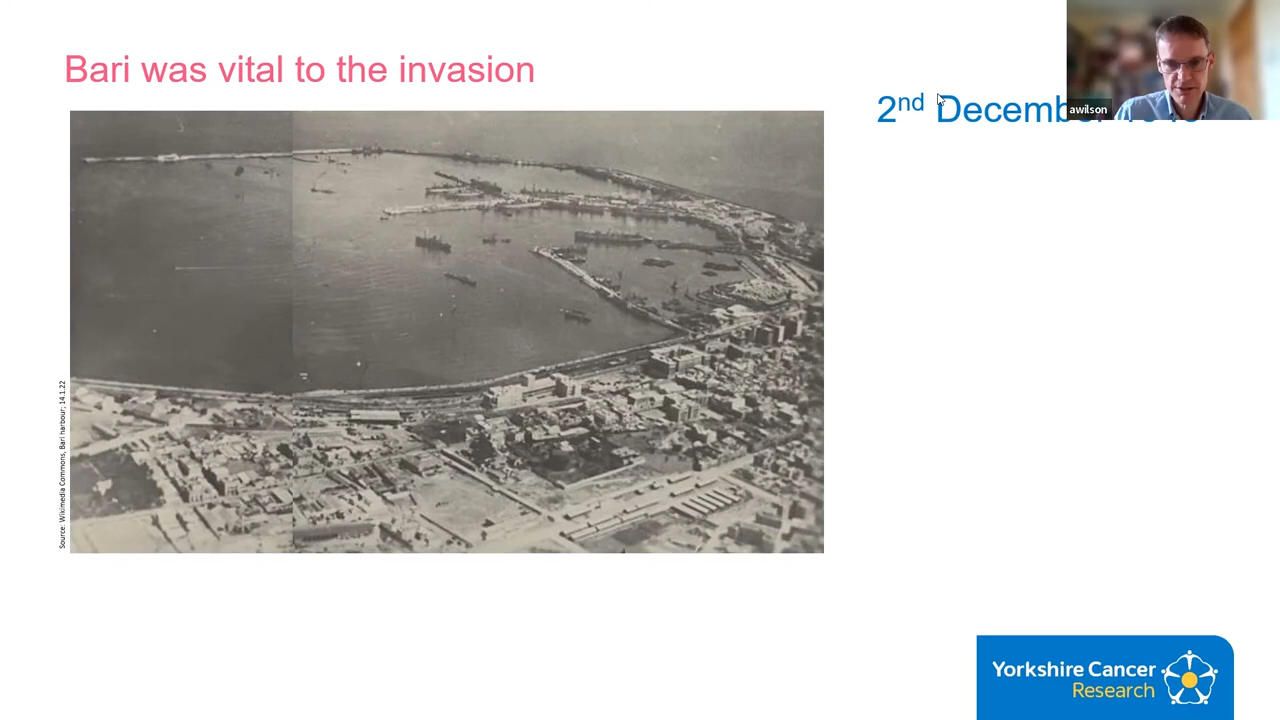 Bari was vital to the invasion
2nd December
awilson
Source: Wikimedia Commons, Bari harbour; 14.1.22
Yorkshire Cancer
Research